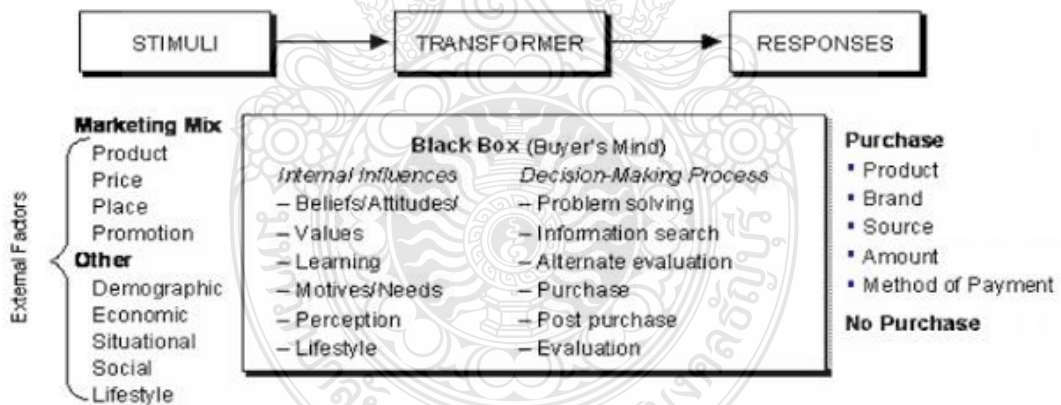 STIMULI
TRANSFORMER
RESPONSES
External Factors
Marketing Mix
Product
Price
Place
Promotion
Other
Demographic
Economic
Situational
Social
Lifestyle
Black Box (Buyer's Mind)
Internal Influences
– Beliefs/Attitudes/
– Values
– Learning
– Motives/Needs
– Perception
– Lifestyle
Decision-Making Process
– Problem solving
– Information search
– Alternate evaluation
– Purchase
– Post purchase
– Evaluation
Purchase
▪ Product
▪ Brand
▪ Source
▪ Amount
▪ Method of Payment
No Purchase